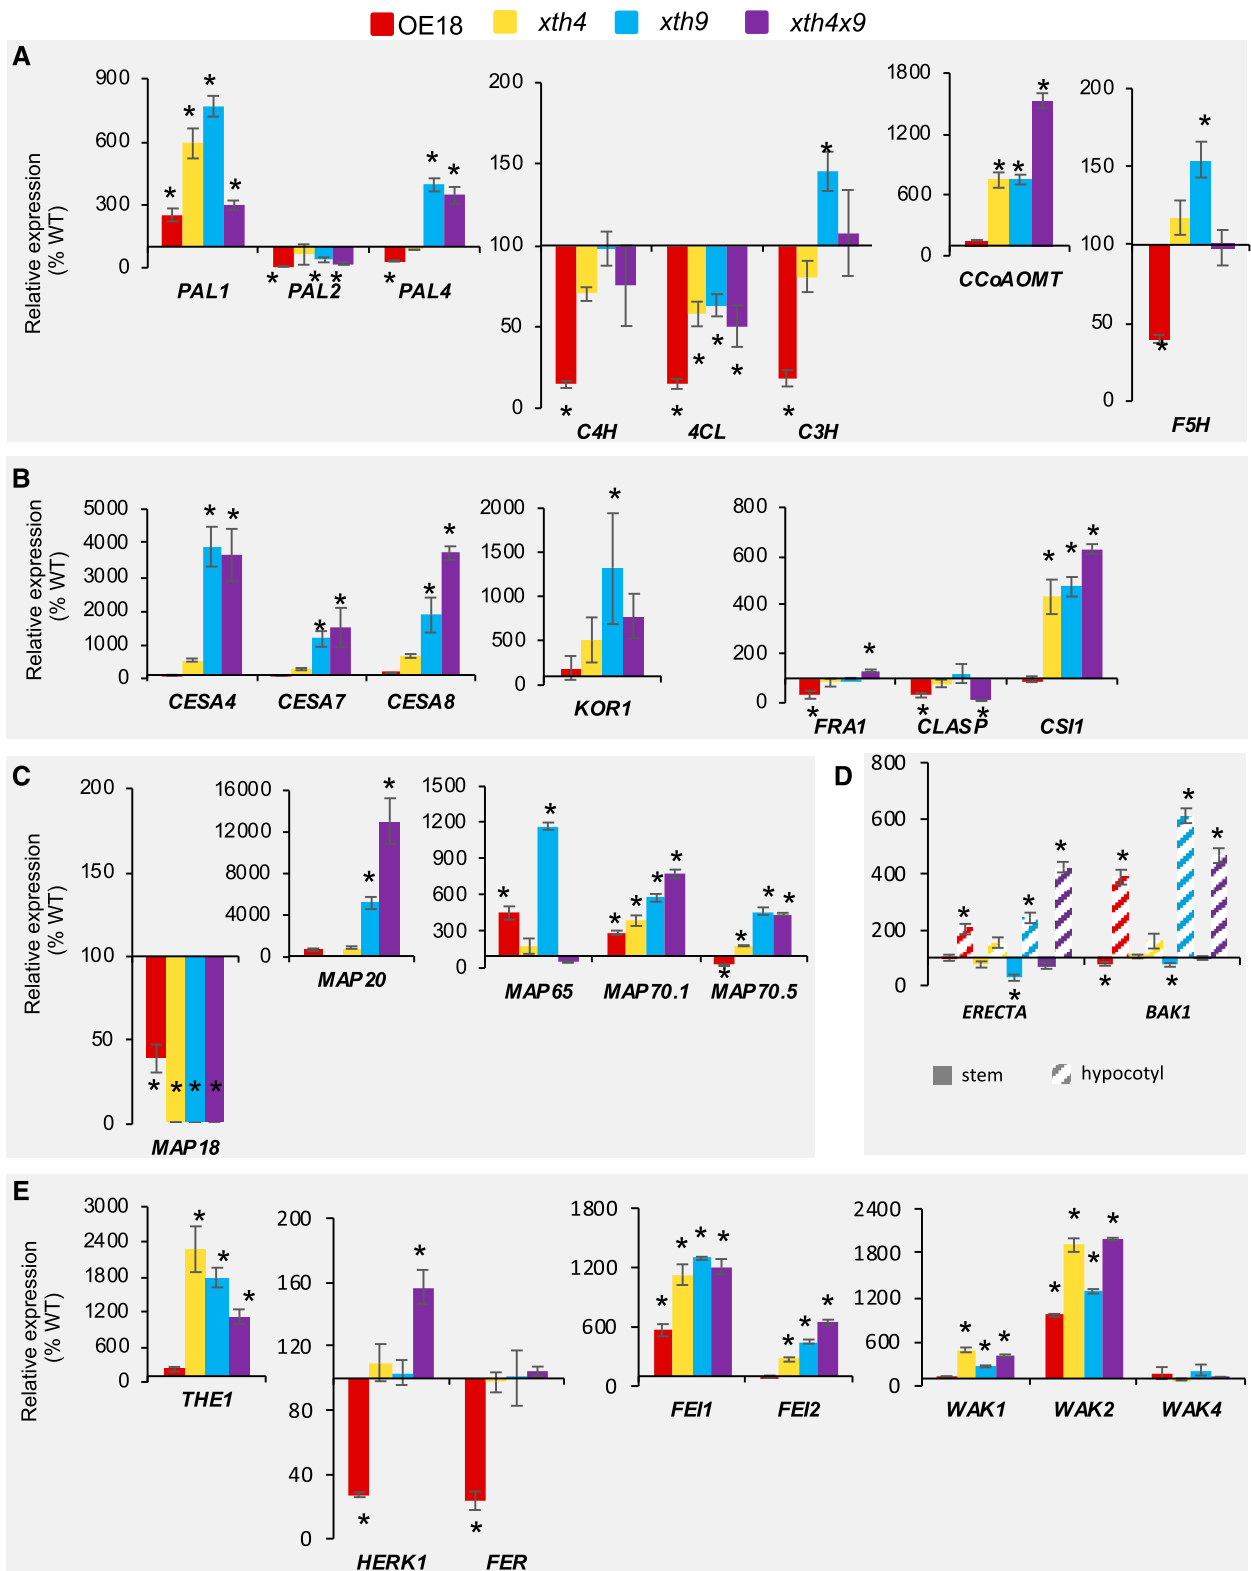 OE18 xth4 xth9 xth4x9
A
Relative expression
(% WT)
900
600
300
0
* * * *
* * * *
* * *
PAL1 PAL2 PAL4
200
150
100
50
0
*
* * * *
* *
C4H 4CL C3H
1800
1200
600
0
* * *
CCoAOMT
200
150
100
50
0
* *
F5H
B
Relative expression
(% WT)
5000
4000
3000
2000
1000
0
* *
* *
* *
CESA4 CESA7 CESA8
2000
1500
1000
500
0
*
KOR1
800
600
400
200
0
* *
* *
* * *
FRA1 CLASP CSI1
C
Relative expression
(% WT)
200
150
100
50
0
* * * *
MAP18
16000
12000
8000
4000
0
* *
MAP20
1500
1200
900
600
300
0
* *
* * * *
* * * *
MAP65 MAP70.1 MAP70.5
D
800
600
400
200
0
* * * *
* * * * *
ERECTA BAK1
stem hypocotyl
E
Relative expression
(% WT)
3000
2400
1800
1200
600
0
* * *
THE1
200
160
120
80
40
0
* *
*
HERK1 FER
1800
1200
600
0
* * * *
* * *
FEI1 FEI2
2400
1800
1200
600
0
* * *
* * * *
WAK1 WAK2 WAK4